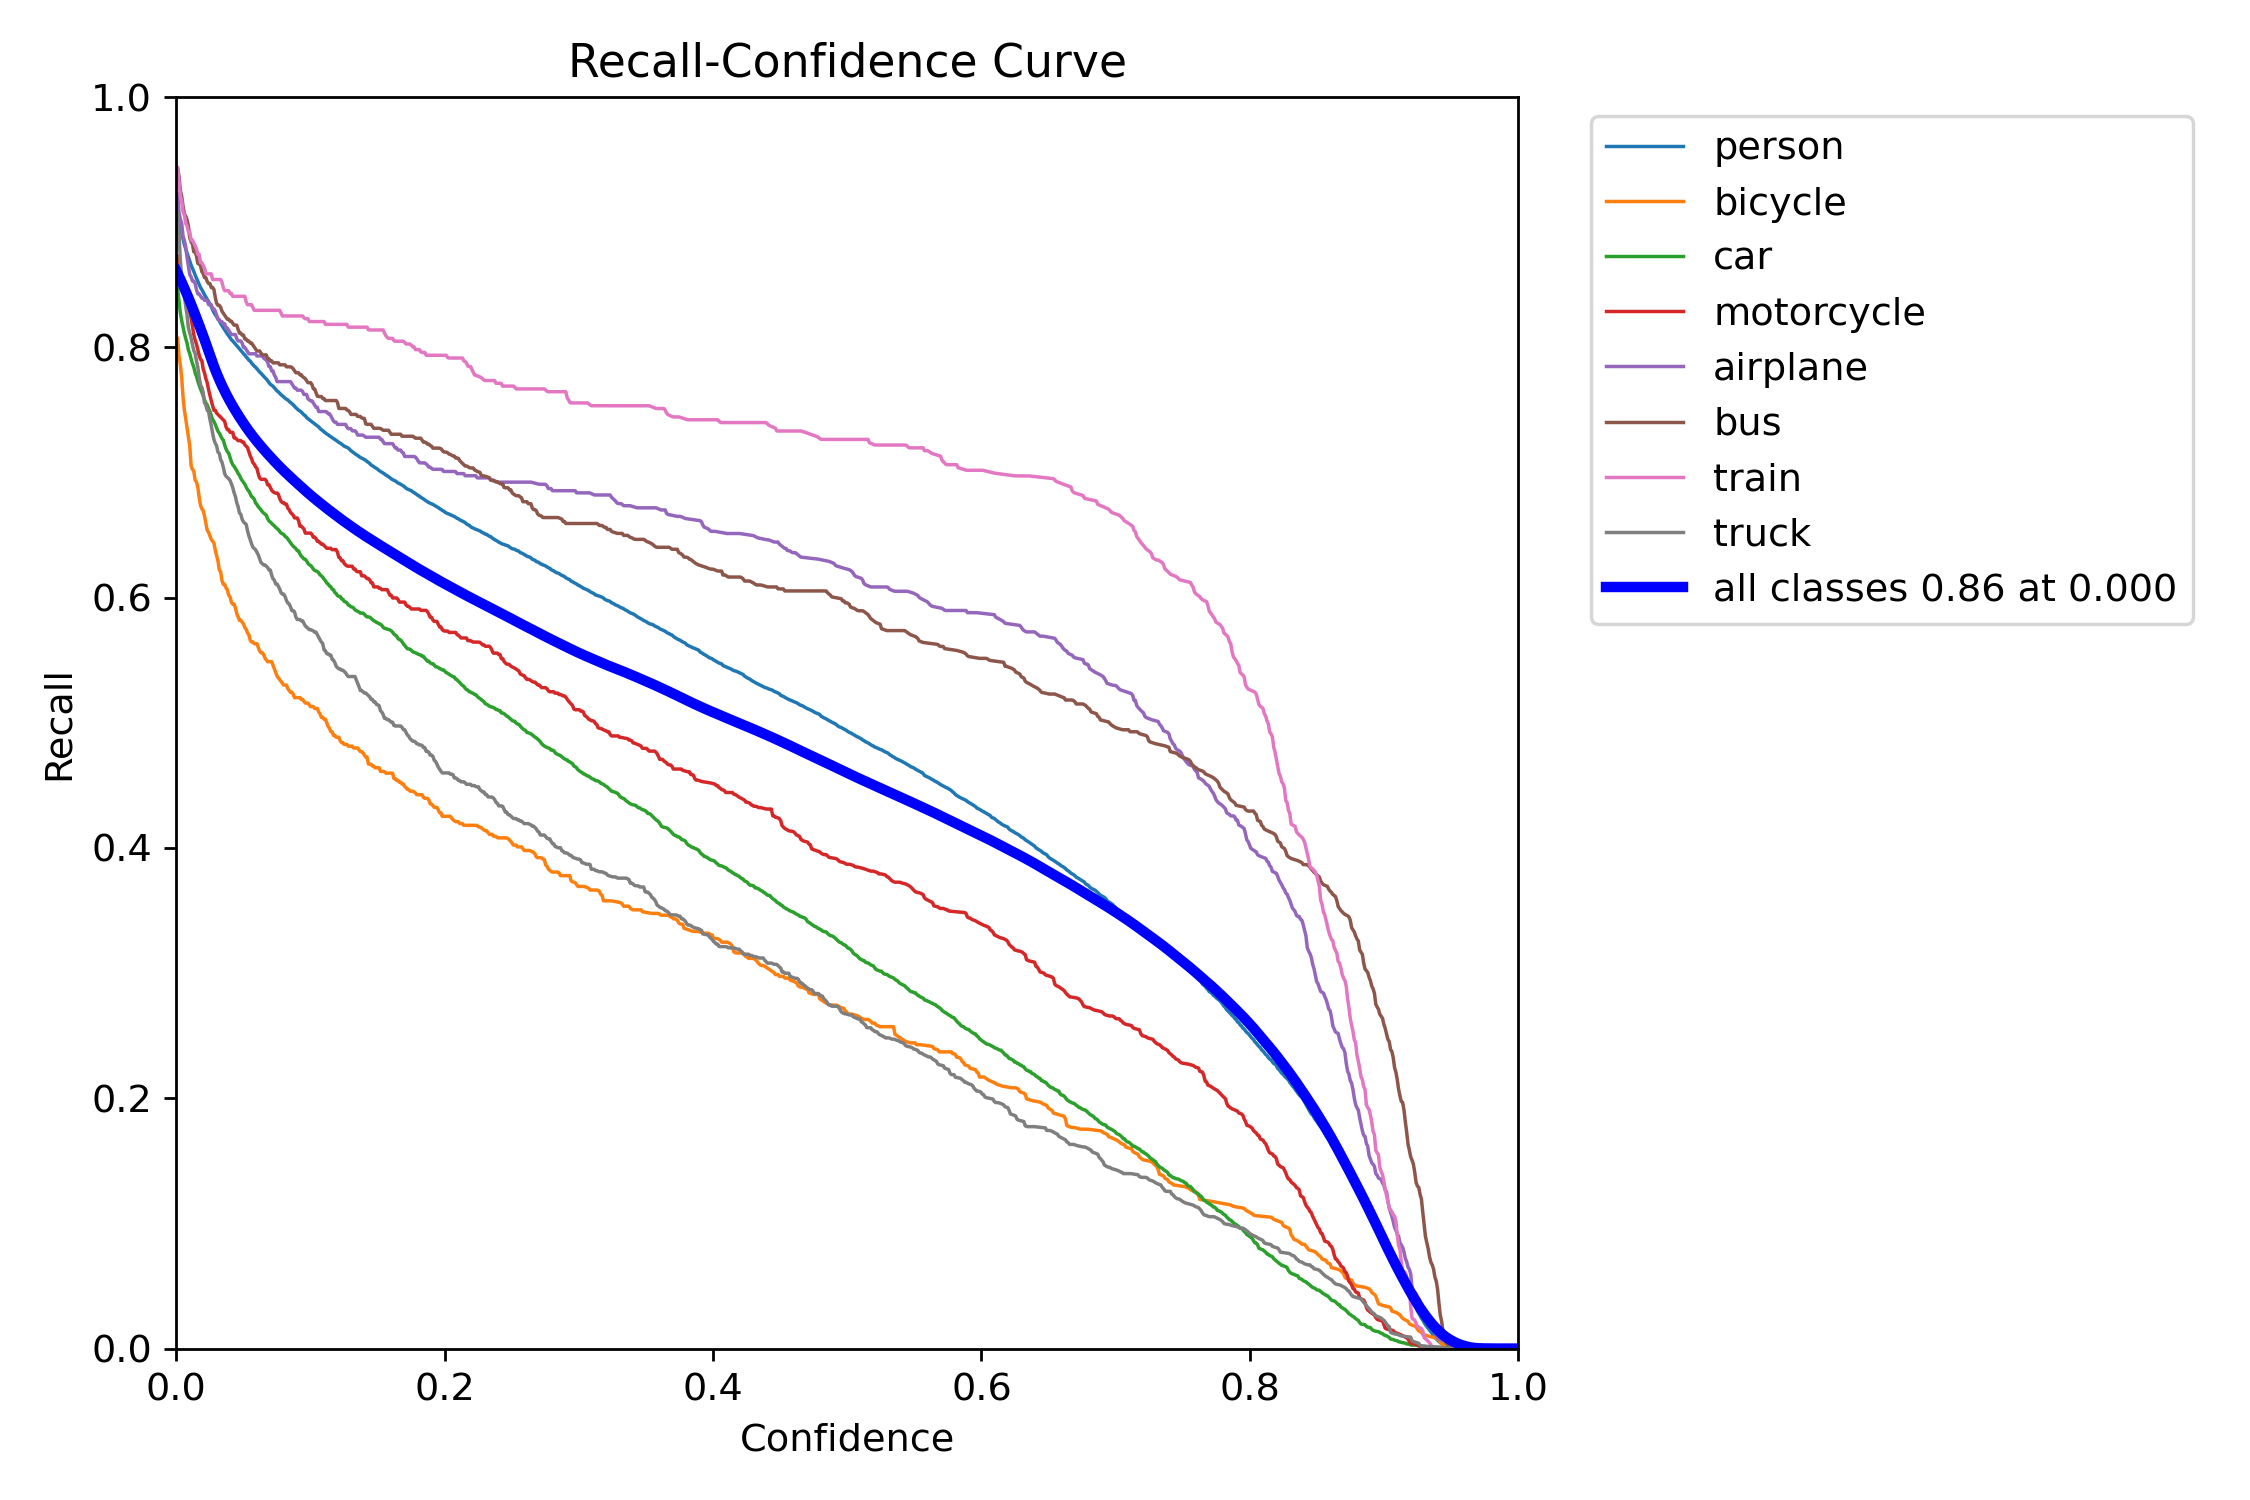 Recall-Confidence Curve
1.0
0.8
0.6
0.4
0.2
0.0
Recall
0.0 0.2 0.4 0.6 0.8 1.0
Confidence
person
bicycle
car
motorcycle
airplane
bus
train
truck
all classes 0.86 at 0.000